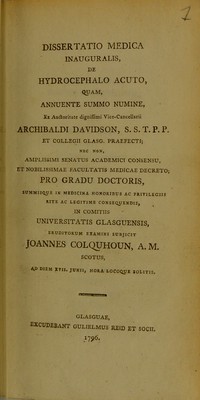 1
DISSERTATIO MEDICA
INAUGURALIS,
DE
HYDROCEPHALO ACUTO,
QUAM,
ANNUENTE SUMMO NUMINE,
Ex Auctoritate dignissimi Vice-Cancellarii
ARCHIBALDI DAVIDSON, S. S. T. P. P.
ET COLLEGII GLASG. PRAEFECTI;
NEC NON,
AMPLISSIMI SENATUS ACADEMICI CONSENSU,
ET NOBILISSIMAE FACULTATIS MEDICAE DECRETO;
PRO GRADU DOCTORIS,
SUMMISQUE IN MEDICINA HONORIBUS AC PRIVILEGIIS
RITE AC LEGITIME CONSEQUENDIS,
IN COMITIIS
UNIVERSITATIS GLASGUENSIS,
ERUDITORUM EXAMINI SUBJICIT
JOANNES COLQUHOUN, A. M.
SCOTUS,
AD DIEM XVII. JUNII, HORA LOCOQUE SOLITIS.
GLASGUAE,
EXCUDEBANT GULIELMUS REID ET SOCII.
1796.